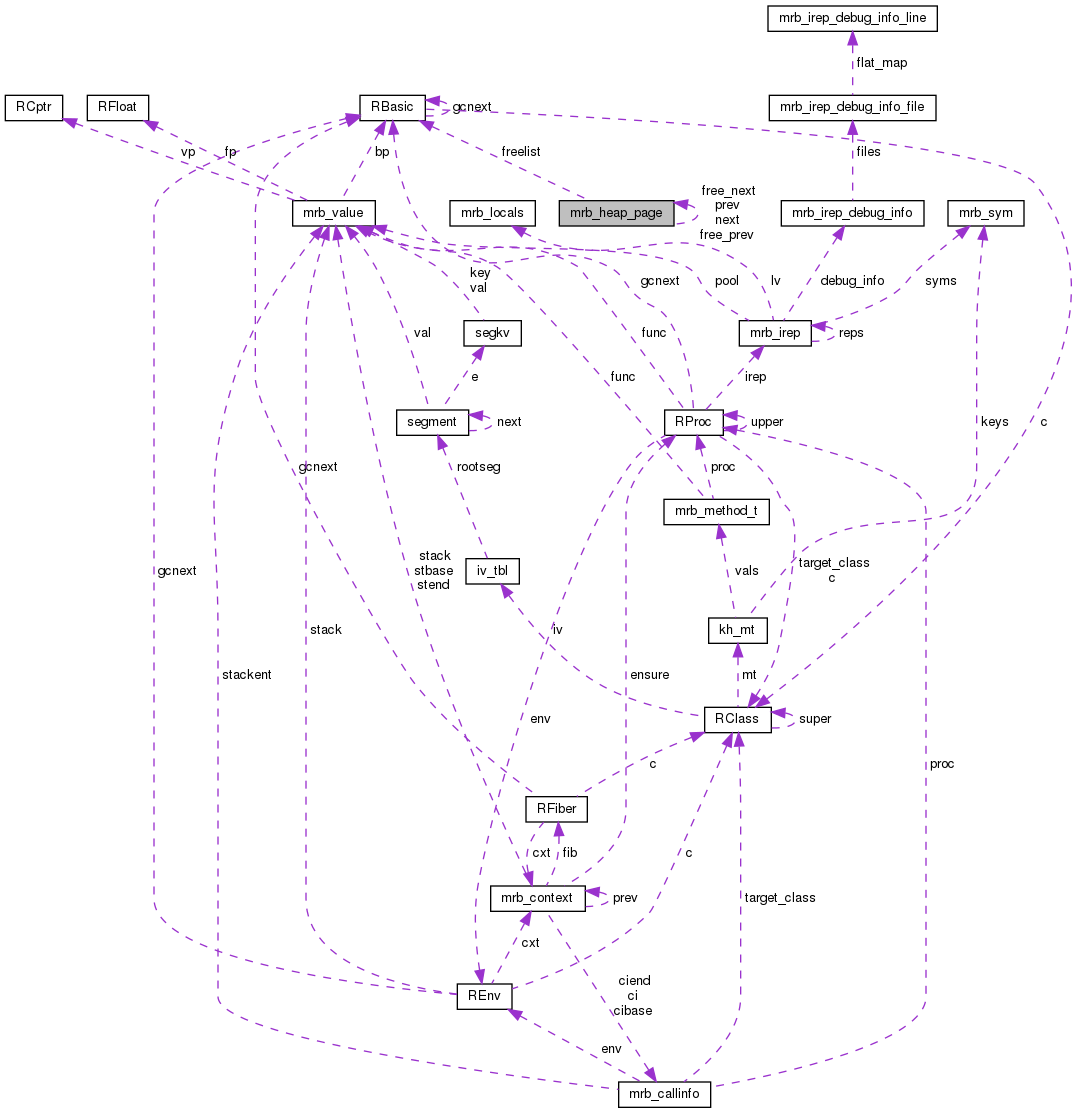 mrb_irep_debug_info_line
flat_map
RCptr
RFloat
RBasic
gcnext
mrb_irep_debug_info_file
vp
fp
bp
freelist
files
free_next
prev
next
free_prev
mrb_value
mrb_locals
mrb_heap_page
mrb_irep_debug_info
mrb_sym
key
val
gcnext
pool
lv
debug_info
syms
val
segkv
func
mrb_irep
reps
e
func
irep
segment
next
RProc
upper
keys
c
gcnext
rootseg
proc
mrb_method_t
gcnext
stack
stbase
stend
iv_tbl
vals
target_class
c
stack
iv
kh_mt
stackent
ensure
mt
env
RClass
super
c
proc
RFiber
cxt
fib
c
mrb_context
prev
target_class
cxt
REnv
ciend
ci
cibase
env
mrb_callinfo